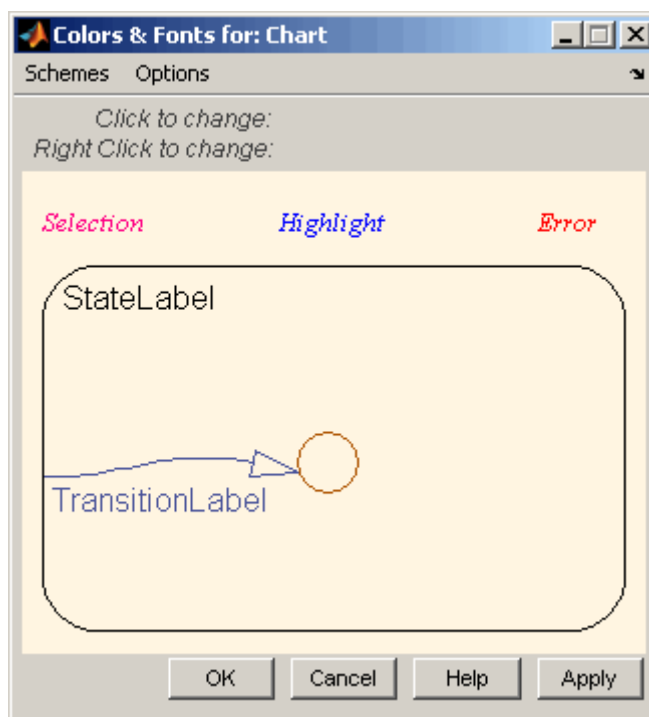 Colors & Fonts for: Chart
Schemes Options
Click to change:
Right Click to change:
Selection Highlight Error
StateLabel
TransitionLabel
OK Cancel Help Apply